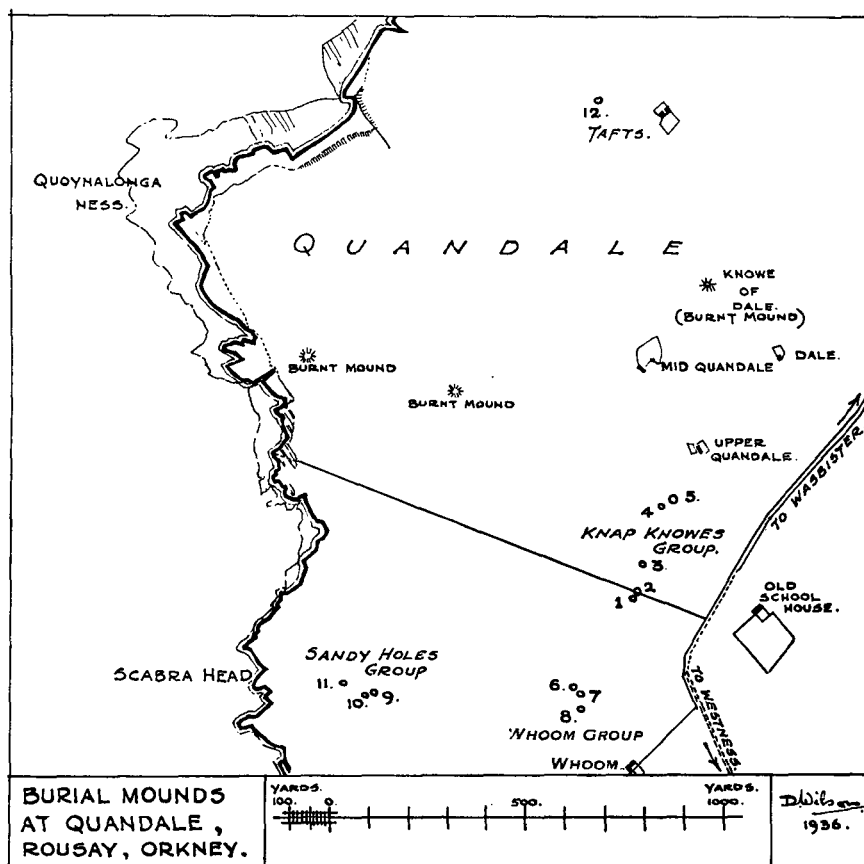 12.
TAFTS.
QUOYNALONGA
NESS.
QUANDALE
KNOWE
OF
DALE.
(BURNT MOUND)
BURNT MOUND
MID QUANDALE
DALE.
BURNT MOUND
UPPER
QUANDALE.
TO WASBISTER
4.
5.
KNAP KNOWES
GROUP.
3.
2
1
OLD
SCHOOL
HOUSE.
SANDY HOLES
GROUP
SCABRA HEAD
11.
10.
9.
6.
7
8.
WHOOM GROUP
TO WESTNESS
WHOOM.
BURIAL MOUNDS
AT QUANDALE,
ROUSAY, ORKNEY.
YARDS.
100. 0. 500. 1000.
YARDS.
D.Wilson.
1936.